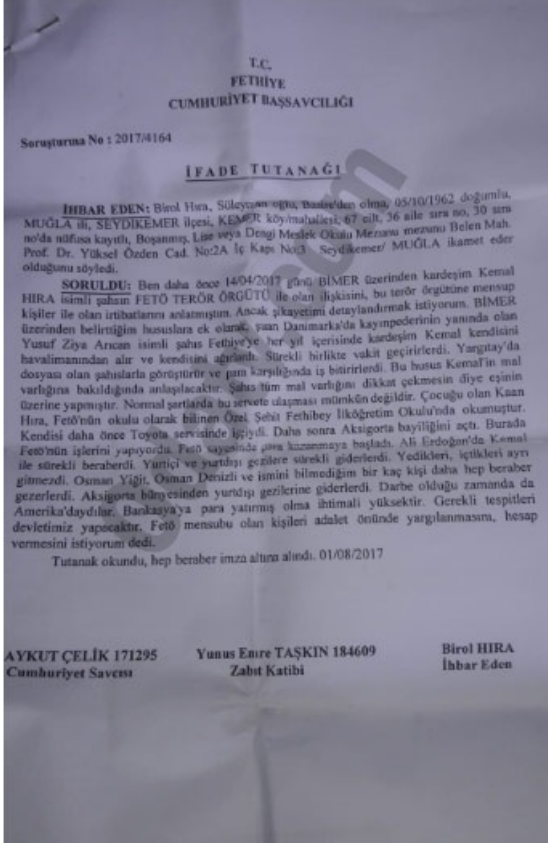 T.C.
FETHİYE
CUMHURİYET BAŞSAVCILIĞI
Soruşturma No : 2017/4164
İFADE TUTANAĞI
İHBAR EDEN: Birol Hıra, Süleyman oğlu, Basire'den olma, 05/10/1962 doğumlu,
MUĞLA ili, SEYDİKEMER ilçesi, KEMER köy/mahallesi, 67 cilt, 36 aile sıra no, 30 sıra
no'da nüfusa kayıtlı, Boşanmış, Lise veya Dengi Meslek Okulu Mezunu mezunu Belen Mah.
Prof. Dr. Yüksel Özden Cad. No:2A İç Kapı No:3 Seydikemer/ MUĞLA ikamet eder
olduğunu söyledi.
SORULDU: Ben daha önce 14/04/2017 günü BİMER üzerinden kardeşim Kemal
HIRA isimli şahsın FETÖ TERÖR ÖRGÜTÜ ile olan ilişkisini, bu terör örgütüne mensup
kişiler ile olan irtibatlarını anlatmıştım. Ancak şikayetimi detaylandırmak istiyorum. BİMER
üzerinden belirttiğim hususlara ek olarak, şuan Danimarka'da kayınpederinin yanında olan
Yusuf Ziya Arıcan isimli şahıs Fethiye'ye her yıl içerisinde kardeşim Kemal kendisini
havalimanından alır ve kendisini ağırlardı. Sürekli birlikte vakit geçirirlerdi. Yargıtay'da
dosyası olan şahıslarla görüştürür ve para karşılığında iş bitirirlerdi. Bu husus Kemal'in mal
varlığına bakıldığında anlaşılacaktır. Şahıs tüm mal varlığını dikkat çekmesin diye eşinin
üzerine yapmıştır. Normal şartlarda bu servete ulaşması mümkün değildir. Çocuğu olan Kaan
Hıra, Fetö'nün okulu olarak bilinen Özel Şehit Fethibey İlköğretim Okulu'nda okumuştur.
Kendisi daha önce Toyota servisinde işçiydi. Daha sonra Aksigorta bayiliğini açtı. Burada
Fetö'nün işlerini yapıyordu. Fetö sayesinde para kazanmaya başladı. Ali Erdoğan'da Kemal
ile sürekli beraberdi. Yurtiçi ve yurtdışı gezilere sürekli giderlerdi. Yedikleri, içtikleri ayrı
gitmezdi. Osman Yiğit, Osman Denizli ve ismini bilmediğim bir kaç kişi daha hep beraber
gezerlerdi. Aksigorta bünyesinden yurtdışı gezilerine giderlerdi. Darbe olduğu zamanda da
Amerika'daydılar. Bankasya'ya para yatırmış olma ihtimali yüksektir. Gerekli tespitleri
devletimiz yapacaktır. Fetö mensubu olan kişileri adalet önünde yargılanmasını, hesap
vermesini istiyorum dedi.
Tutanak okundu, hep beraber imza altına alındı. 01/08/2017
AYKUT ÇELİK 171295 Yunus Emre TAŞKIN 184609 Birol HIRA
Cumhuriyet Savcısı Zabıt Katibi İhbar Eden